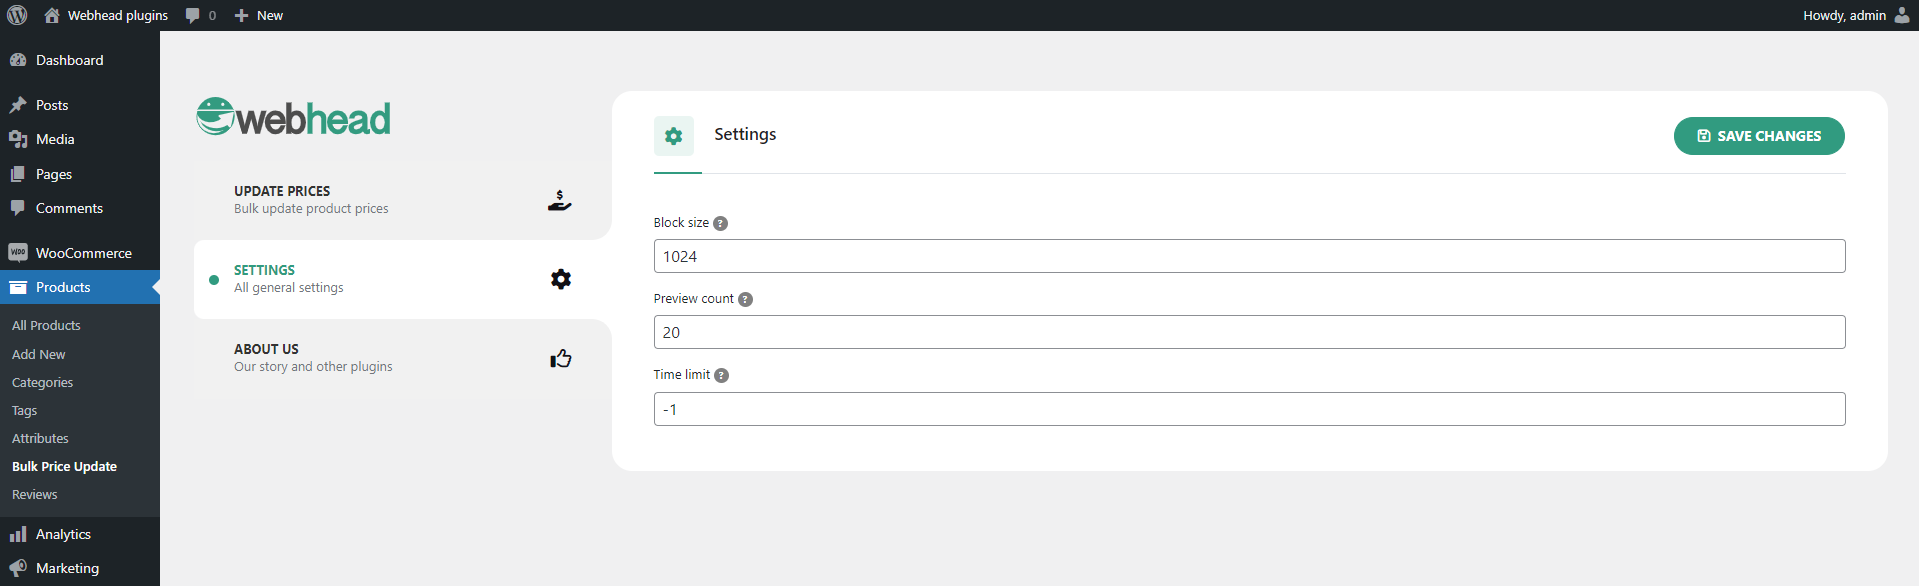 Webhead plugins
0
New
Howdy, admin
Dashboard
Posts
Media
Pages
Comments
WooCommerce
Products
All Products
Add New
Categories
Tags
Attributes
Bulk Price Update
Reviews
Analytics
Marketing
webhead
UPDATE PRICES
Bulk update product prices
SETTINGS
All general settings
ABOUT US
Our story and other plugins
Settings
SAVE CHANGES
Block size ?
1024
Preview count ?
20
Time limit ?
-1